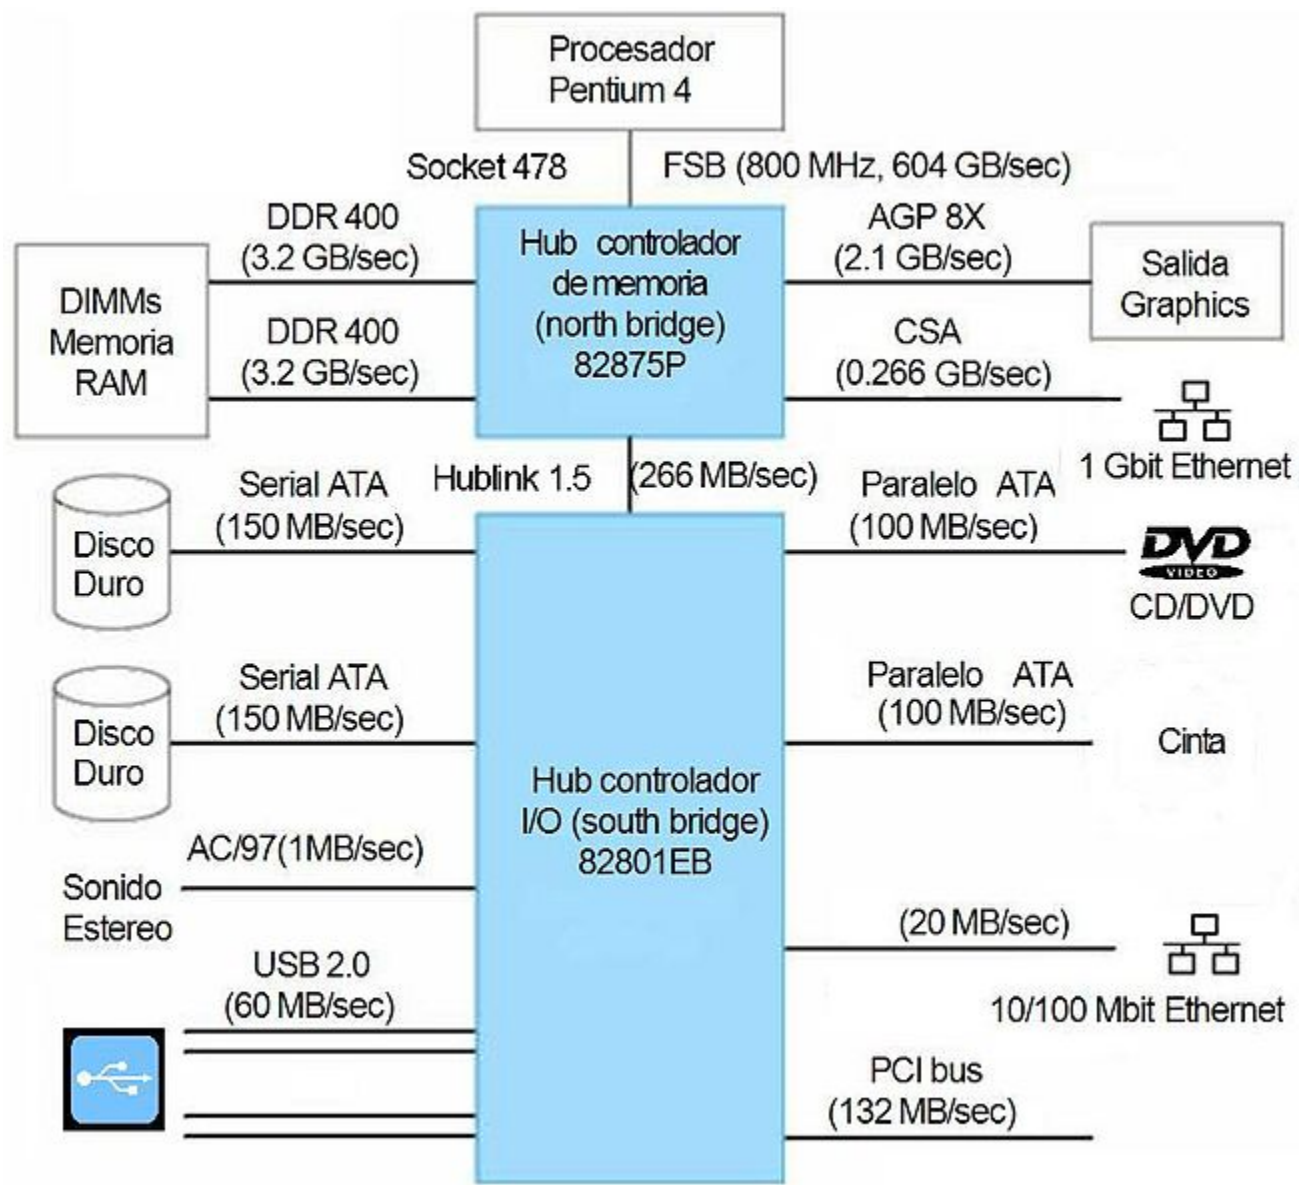 Procesador
Pentium 4
Socket 478
FSB (800 MHz, 604 GB/sec)
DDR 400
(3.2 GB/sec)
Hub controlador
de memoria
(north bridge)
82875P
AGP 8X
(2.1 GB/sec)
Salida
Graphics
DIMMs
Memoria
RAM
DDR 400
(3.2 GB/sec)
CSA
(0.266 GB/sec)
1 Gbit Ethernet
Serial ATA
(150 MB/sec)
Hublink 1.5
(266 MB/sec)
Paralelo ATA
(100 MB/sec)
Disco
Duro
DVD
VIDEO
CD/DVD
Serial ATA
(150 MB/sec)
Paralelo ATA
(100 MB/sec)
Disco
Duro
Cinta
Hub controlador
I/O (south bridge)
82801EB
AC/97(1MB/sec)
Sonido
Estereo
(20 MB/sec)
10/100 Mbit Ethernet
USB 2.0
(60 MB/sec)
PCI bus
(132 MB/sec)